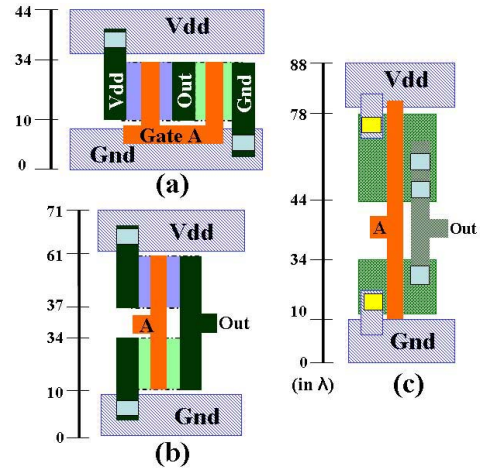 44
34
10
0
Vdd
Vdd
Out
Gnd
Gate A
Gnd
(a)
71
61
37
34
10
0
Vdd
A
Out
Gnd
(b)
88
78
44
34
10
0
(in λ)
Vdd
A
Out
Gnd
(c)